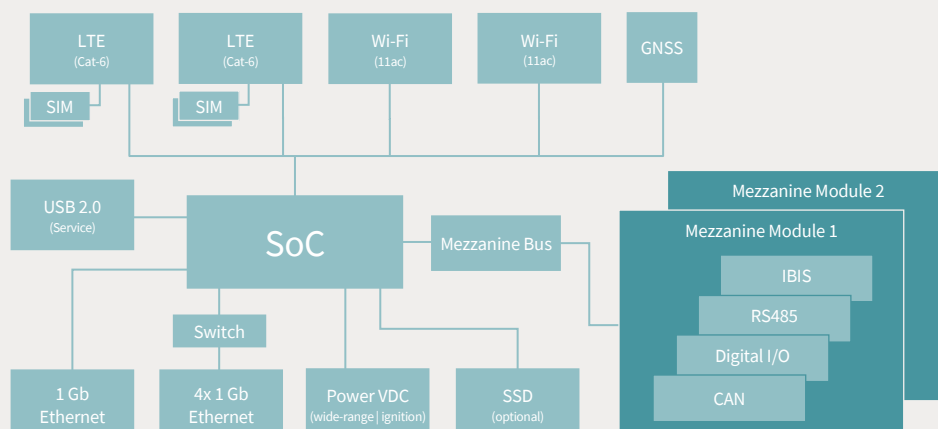 LTE
(Cat-6)
LTE
(Cat-6)
Wi-Fi
(11ac)
Wi-Fi
(11ac)
GNSS
SIM
SIM
Mezzanine Module 2
USB 2.0
(Service)
SoC
Mezzanine Bus
Mezzanine Module 1
IBIS
RS485
Digital I/O
CAN
Switch
1 Gb
Ethernet
4x 1 Gb
Ethernet
Power VDC
(wide-range | ignition)
SSD
(optional)